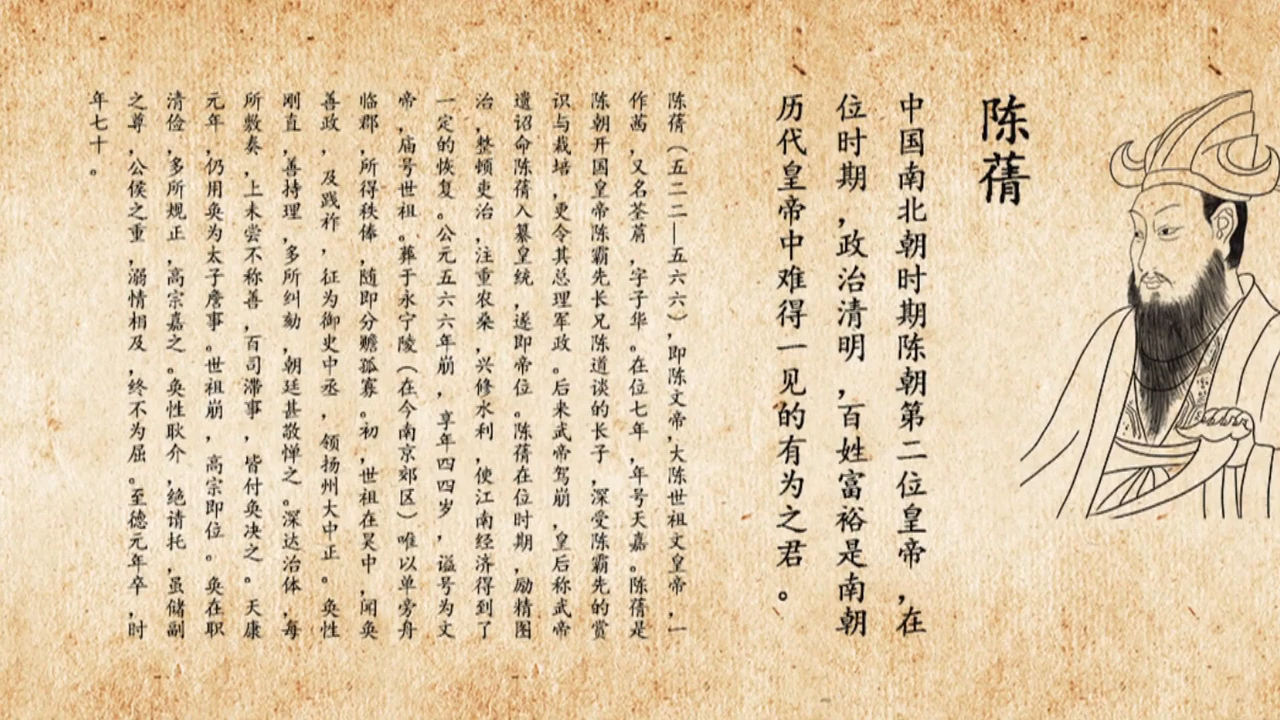 陈蒨
中国南北朝时期陈朝第二位皇帝,在
位时期,政治清明,百姓富裕是南朝
历代皇帝中难得一见的有为之君。
陈蒨(五二二—五六六),即陈文帝,大陈世祖文皇帝,一
作茜,又名荃菺,字子华。在位七年,年号天嘉。陈蒨是
陈朝开国皇帝陈霸先长兄陈道谈的长子,深受陈霸先的赏
识与栽培,更令其总理军政。后来武帝驾崩,皇后称武帝
遗诏命陈蒨入纂皇统,遂即帝位。陈蒨在位时期,励精图
治,整顿吏治,注重农桑,兴修水利,使江南经济得到了
一定的恢复。公元五六六年崩,享年四四岁,谥号为文
帝,庙号世祖。葬于永宁陵(在今南京郊区)唯以单旁舟
临郡,所得秩俸,随即分赡孤寡。初,世祖在吴中,闻奂
善政,及践祚,征为御史中丞,领扬州大中正。奂性
刚直,善持理,多所纠劾,朝廷甚敬惮之。深达治体,每
所敷奏,上未尝不称善,百司滞事,皆付奂决之。天康
元年,仍用奂为太子詹事。世祖崩,高宗即位。奂在职
清俭,多所规正,高宗嘉之。奂性耿介,绝请托,虽储副
之尊,公侯之重,溺情相及,终不为屈。至德元年卒,时
年七十。